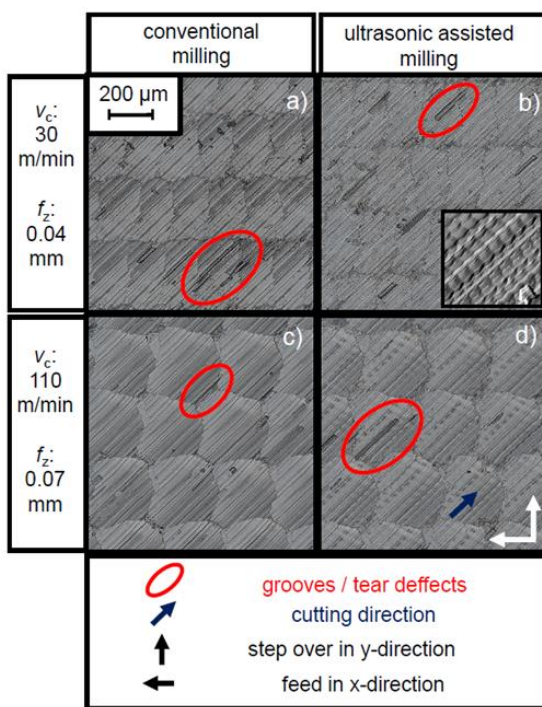 conventional
milling
ultrasonic assisted
milling
vc:
30
m/min
fz:
0.04
mm
200 µm
a)
b)
vc:
110
m/min
fz:
0.07
mm
c)
d)
grooves / tear deffects
cutting direction
step over in y-direction
feed in x-direction